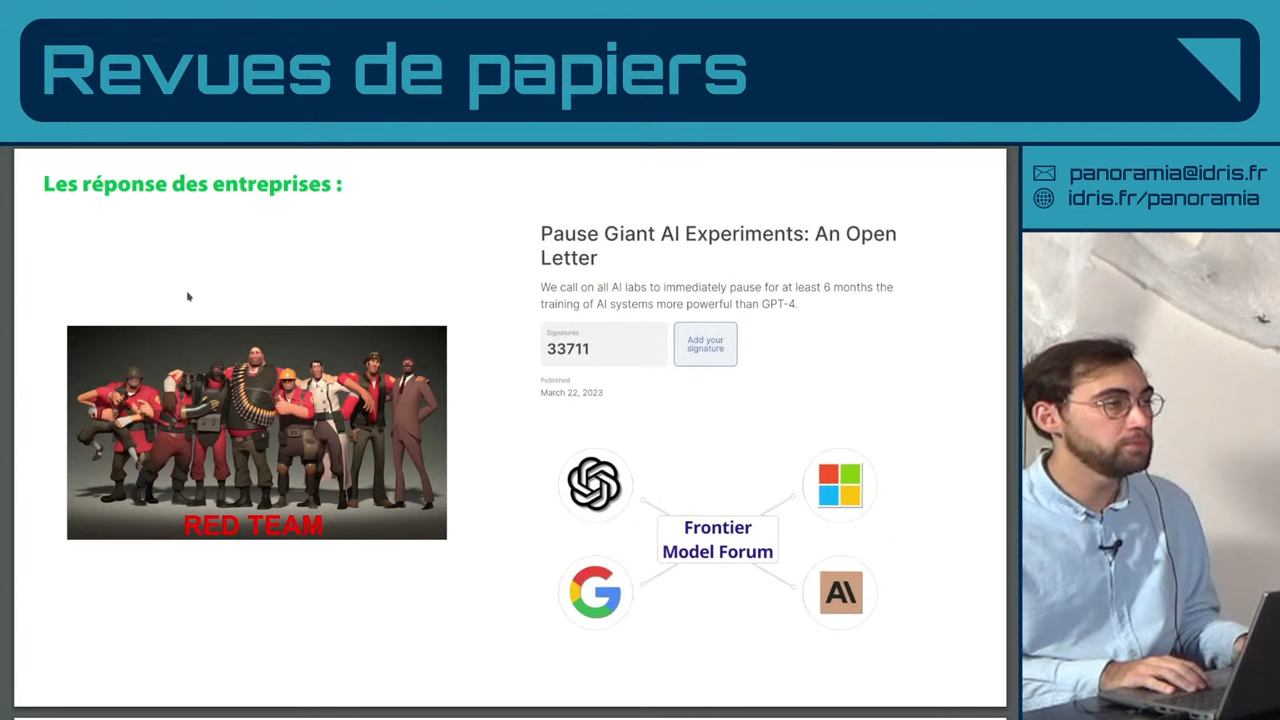 Revues de papiers
panoramia@idris.fr
idris.fr/panoramia
Les réponse des entreprises :
Pause Giant AI Experiments: An Open
Letter
We call on all AI labs to immediately pause for at least 6 months the
training of AI systems more powerful than GPT-4.
Signatures
33711
Add your
signature
Published
March 22, 2023
RED TEAM
Frontier
Model Forum